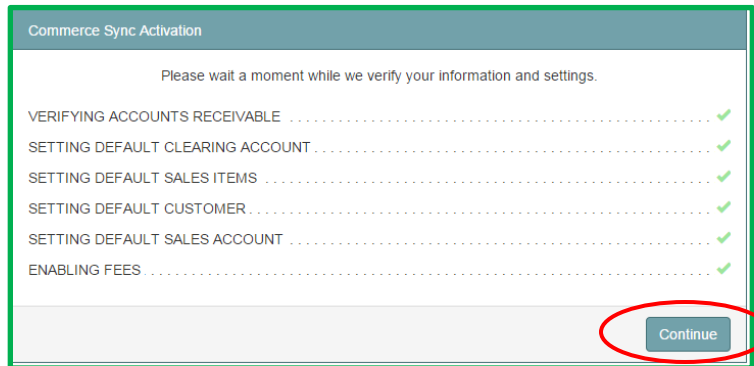 Commerce Sync Activation
Please wait a moment while we verify your information and settings.
VERIFYING ACCOUNTS RECEIVABLE
SETTING DEFAULT CLEARING ACCOUNT
SETTING DEFAULT SALES ITEMS
SETTING DEFAULT CUSTOMER
SETTING DEFAULT SALES ACCOUNT
ENABLING FEES
Continue